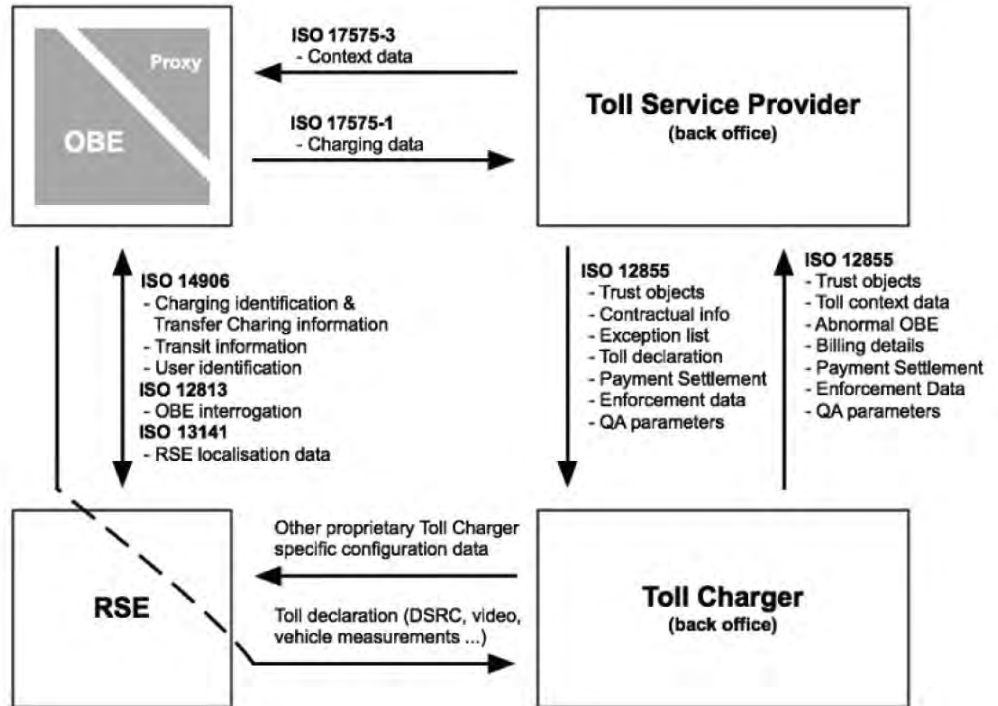 Proxy
OBE
ISO 17575-3
- Context data
ISO 17575-1
- Charging data
Toll Service Provider
(back office)
ISO 14906
- Charging identification &
Transfer Charing information
- Transit information
- User identification
ISO 12813
- OBE interrogation
ISO 13141
- RSE localisation data
ISO 12855
- Trust objects
- Contractual info
- Exception list
- Toll declaration
- Payment Settlement
- Enforcement data
- QA parameters
ISO 12855
- Trust objects
- Toll context data
- Abnormal OBE
- Billing details
- Payment Settlement
- Enforcement Data
- QA parameters
RSE
Other proprietary Toll Charger
specific configuration data
Toll declaration (DSRC, video,
vehicle measurements ...)
Toll Charger
(back office)